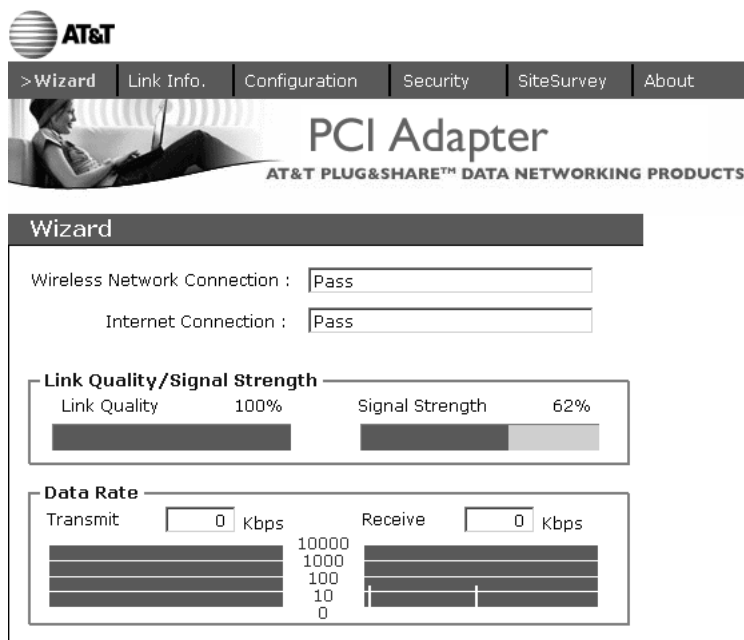 AT&T
>Wizard Link Info. Configuration Security SiteSurvey About
PCI Adapter
AT&T PLUG&SHARE™ DATA NETWORKING PRODUCTS
Wizard
Wireless Network Connection : Pass
Internet Connection : Pass
Link Quality/Signal Strength
Link Quality 100% Signal Strength 62%
Data Rate
Transmit 0 Kbps Receive 0 Kbps
10000
1000
100
10
0